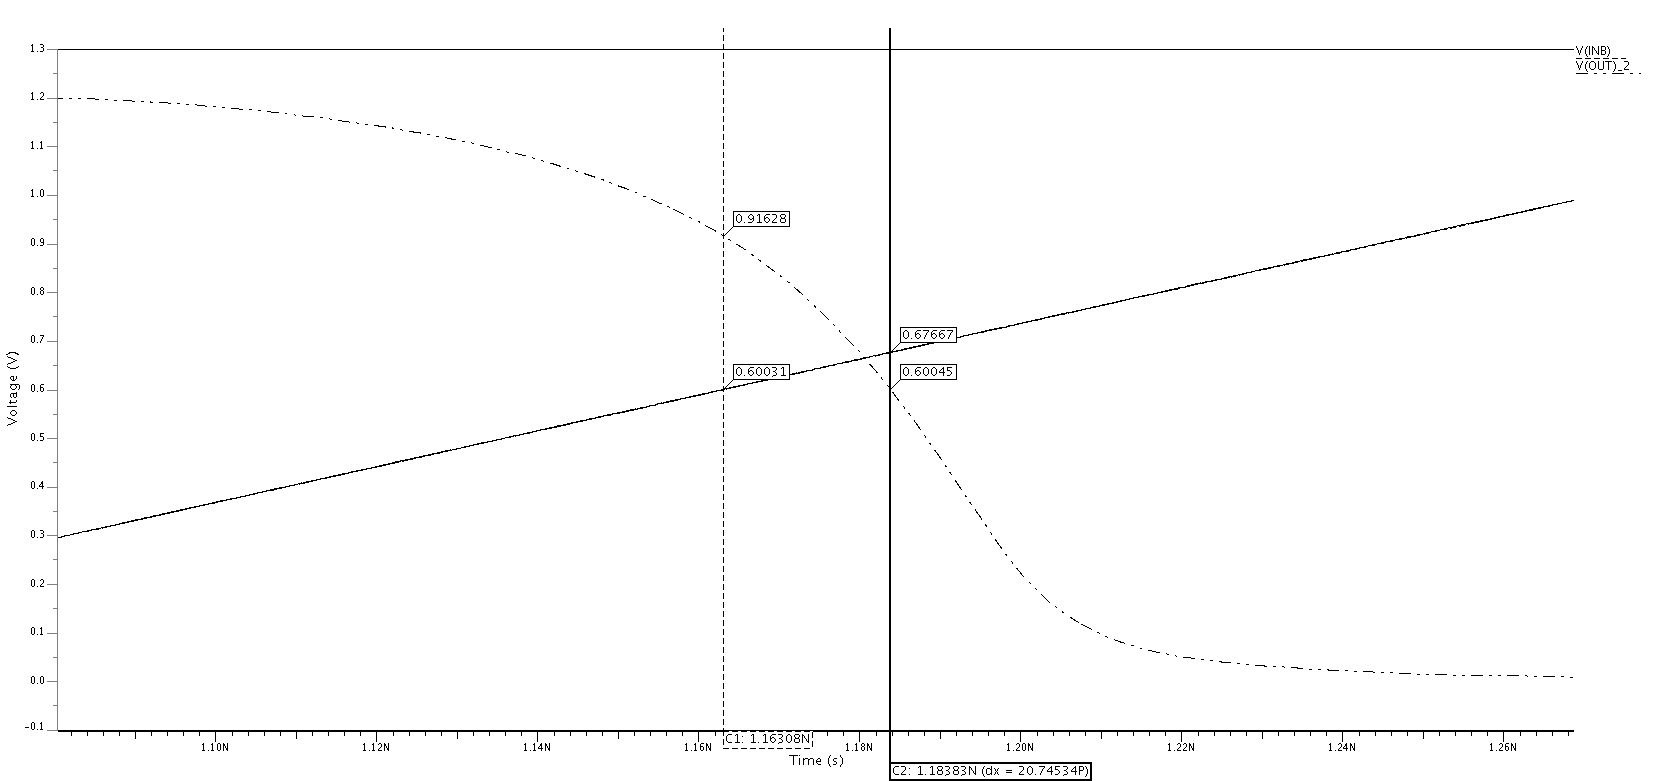 V(INB)
V(OUT)_2
1.3
1.2
1.1
1.0
0.9
0.8
0.7
0.6
0.5
0.4
0.3
0.2
0.1
0.0
-0.1
Voltage (V)
0.91628
0.67667
0.60031
0.60045
1.10N
1.12N
1.14N
1.16N
1.18N
1.20N
1.22N
1.24N
1.26N
C1: 1.16308N
Time (s)
C2: 1.18383N (dx = 20.74534P)